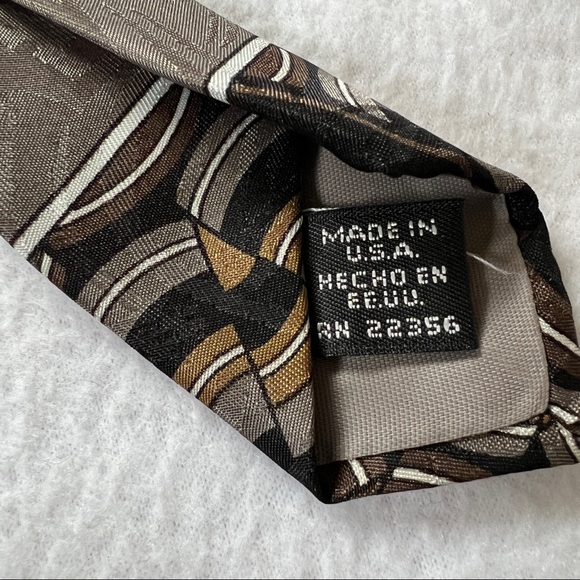 MADE IN
U.S.A.
HECHO EN
EE.UU.
RN 22356